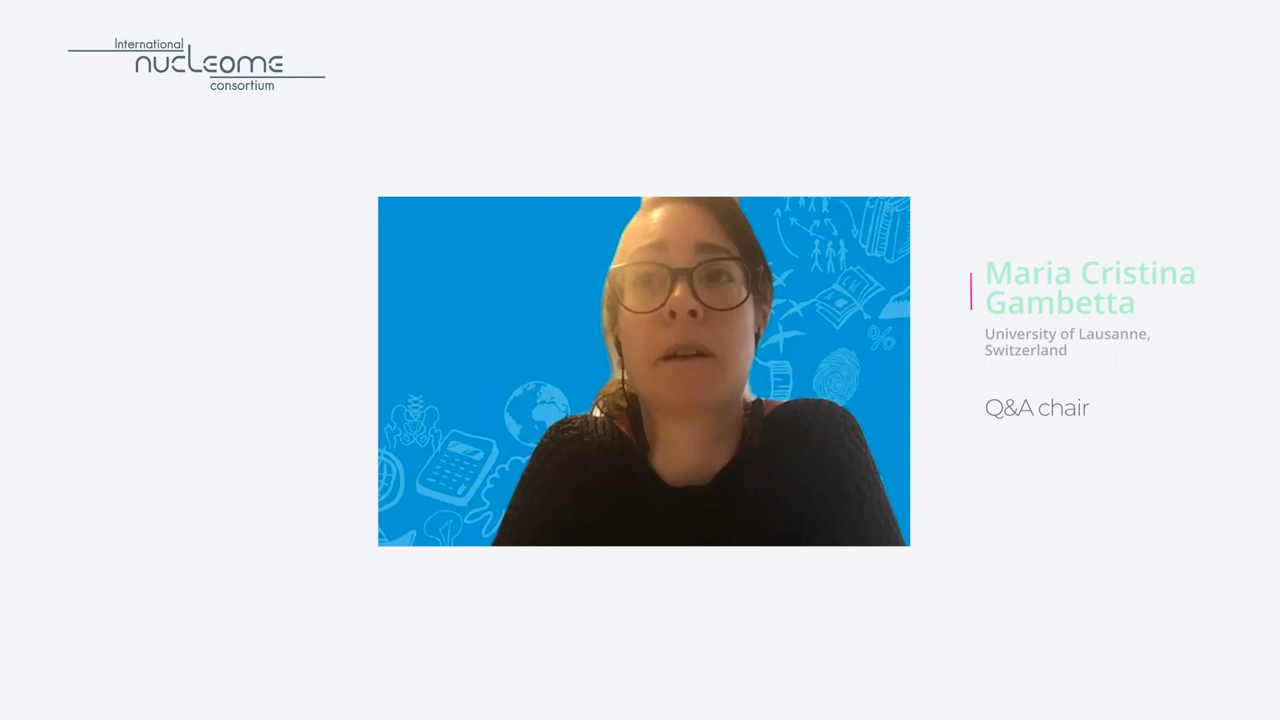 International
nucleome
consortium
Maria Cristina
Gambetta
University of Lausanne,
Switzerland
Q&A chair
%